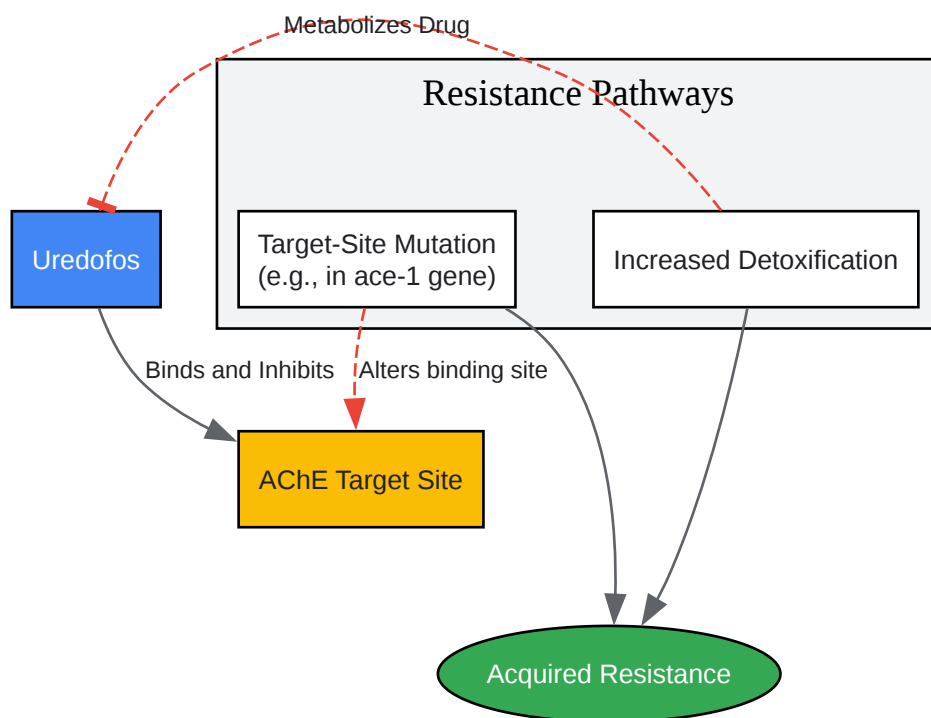 Metabolizes Drug
Resistance Pathways
Uredofos
Target-Site Mutation
(e.g., in ace-1 gene)
Increased Detoxification
Binds and Inhibits
Alters binding site
AChE Target Site
Acquired Resistance